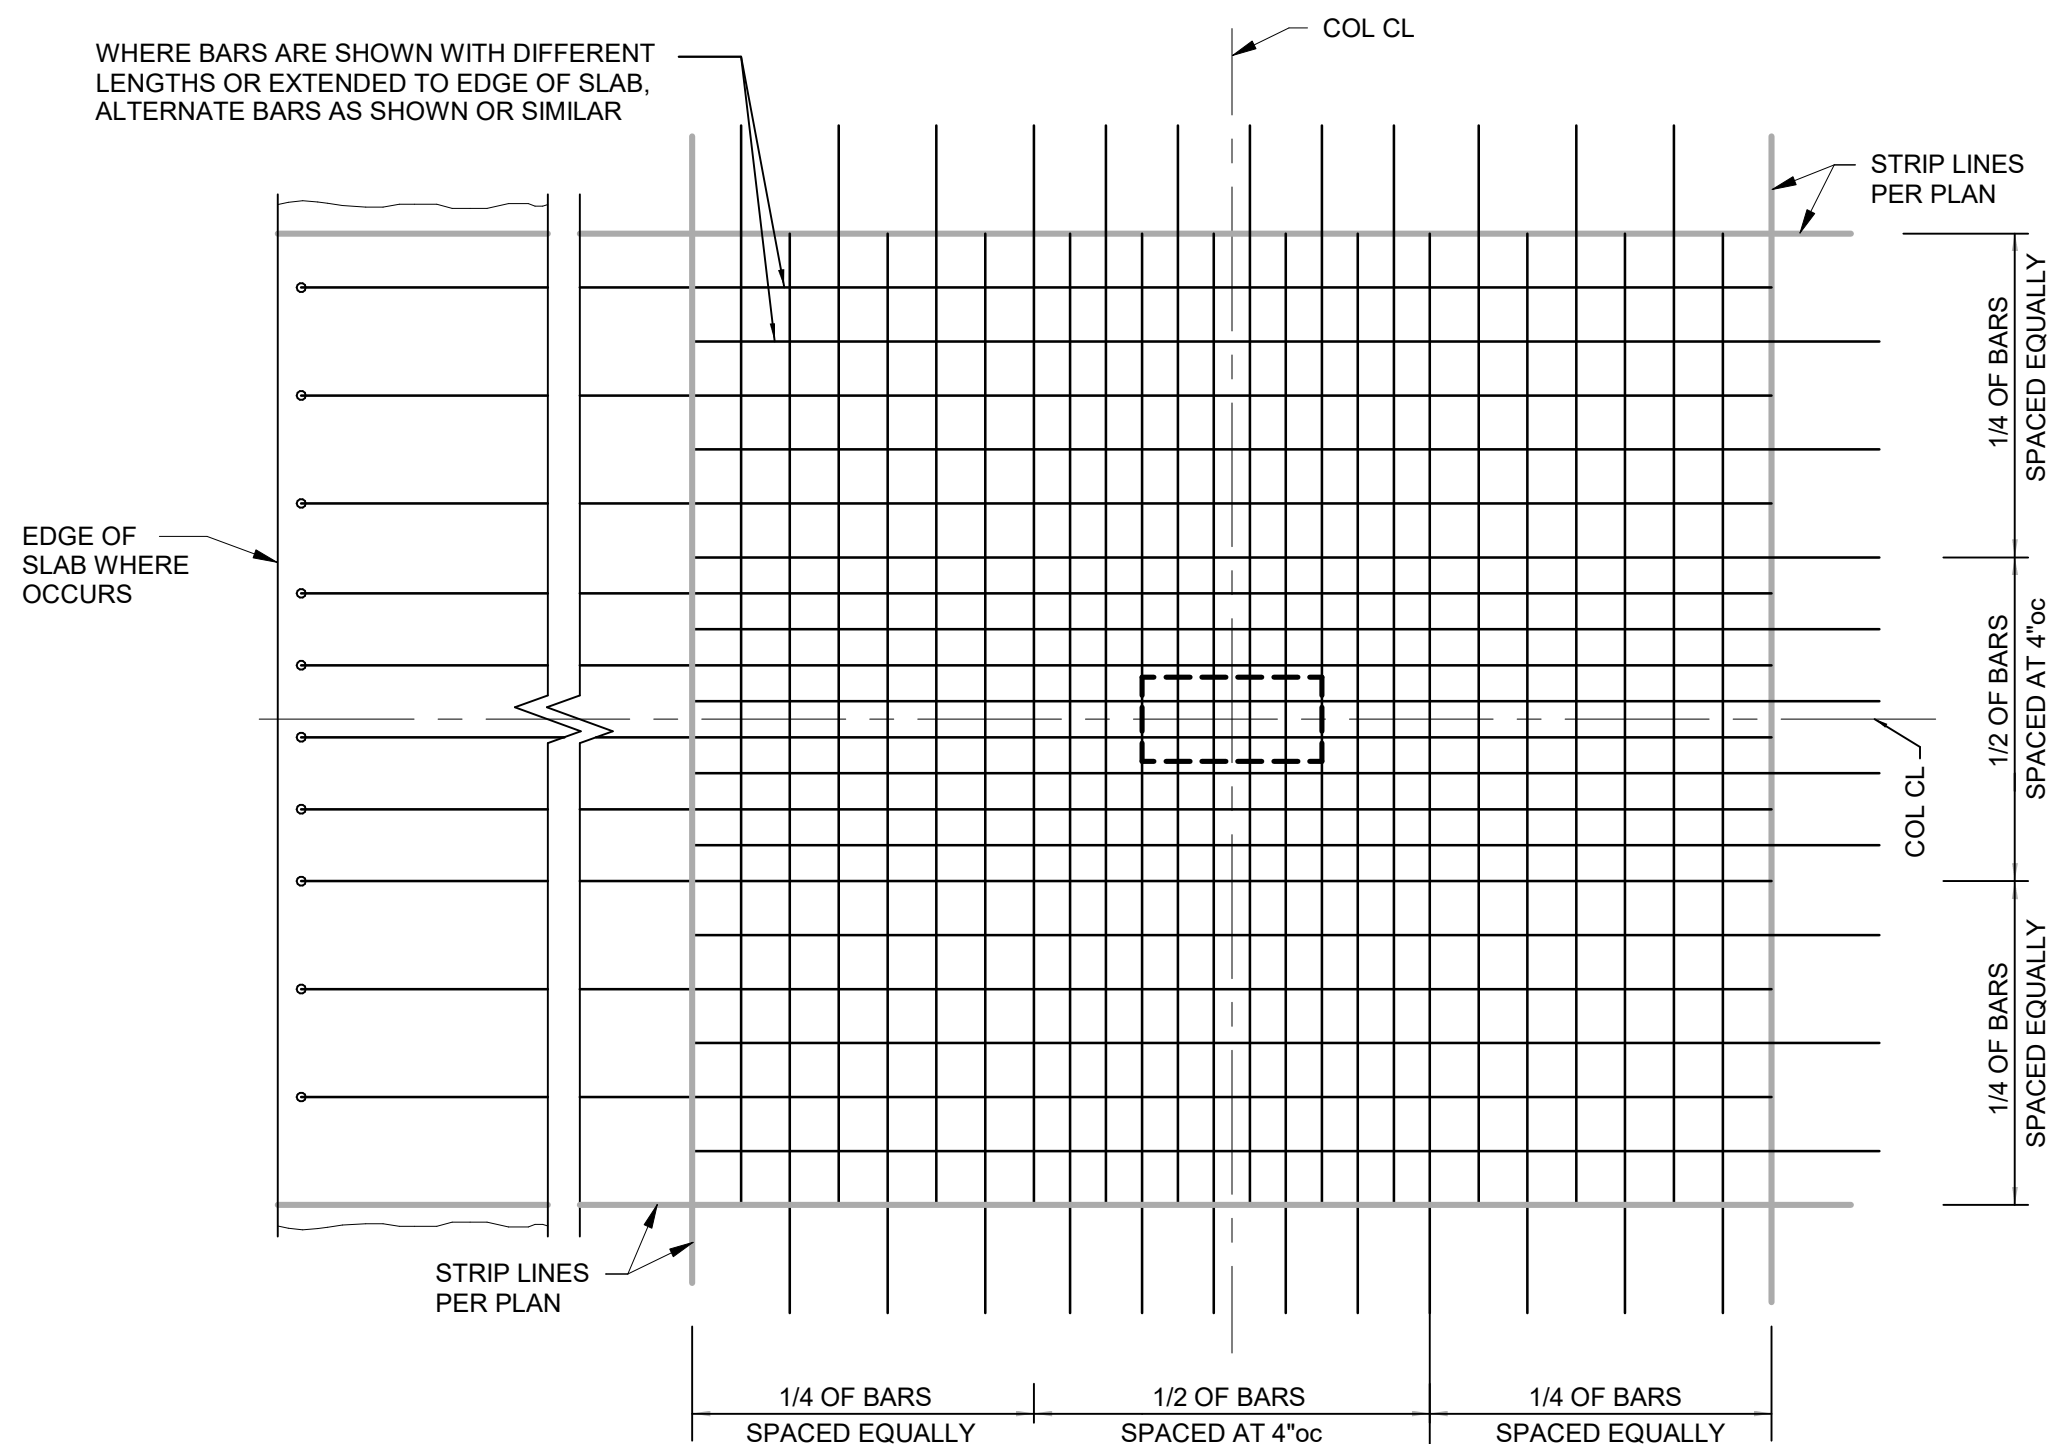 COL CL
WHERE BARS ARE SHOWN WITH DIFFERENT
LENGTHS OR EXTENDED TO EDGE OF SLAB,
ALTERNATE BARS AS SHOWN OR SIMILAR
STRIP LINES
PER PLAN
1/4 OF BARS
SPACED EQUALLY
EDGE OF
SLAB WHERE
OCCURS
1/2 OF BARS
SPACED AT 4"oc
COL CL
1/4 OF BARS
SPACED EQUALLY
STRIP LINES
PER PLAN
1/4 OF BARS
SPACED EQUALLY
1/2 OF BARS
SPACED AT 4"oc
1/4 OF BARS
SPACED EQUALLY